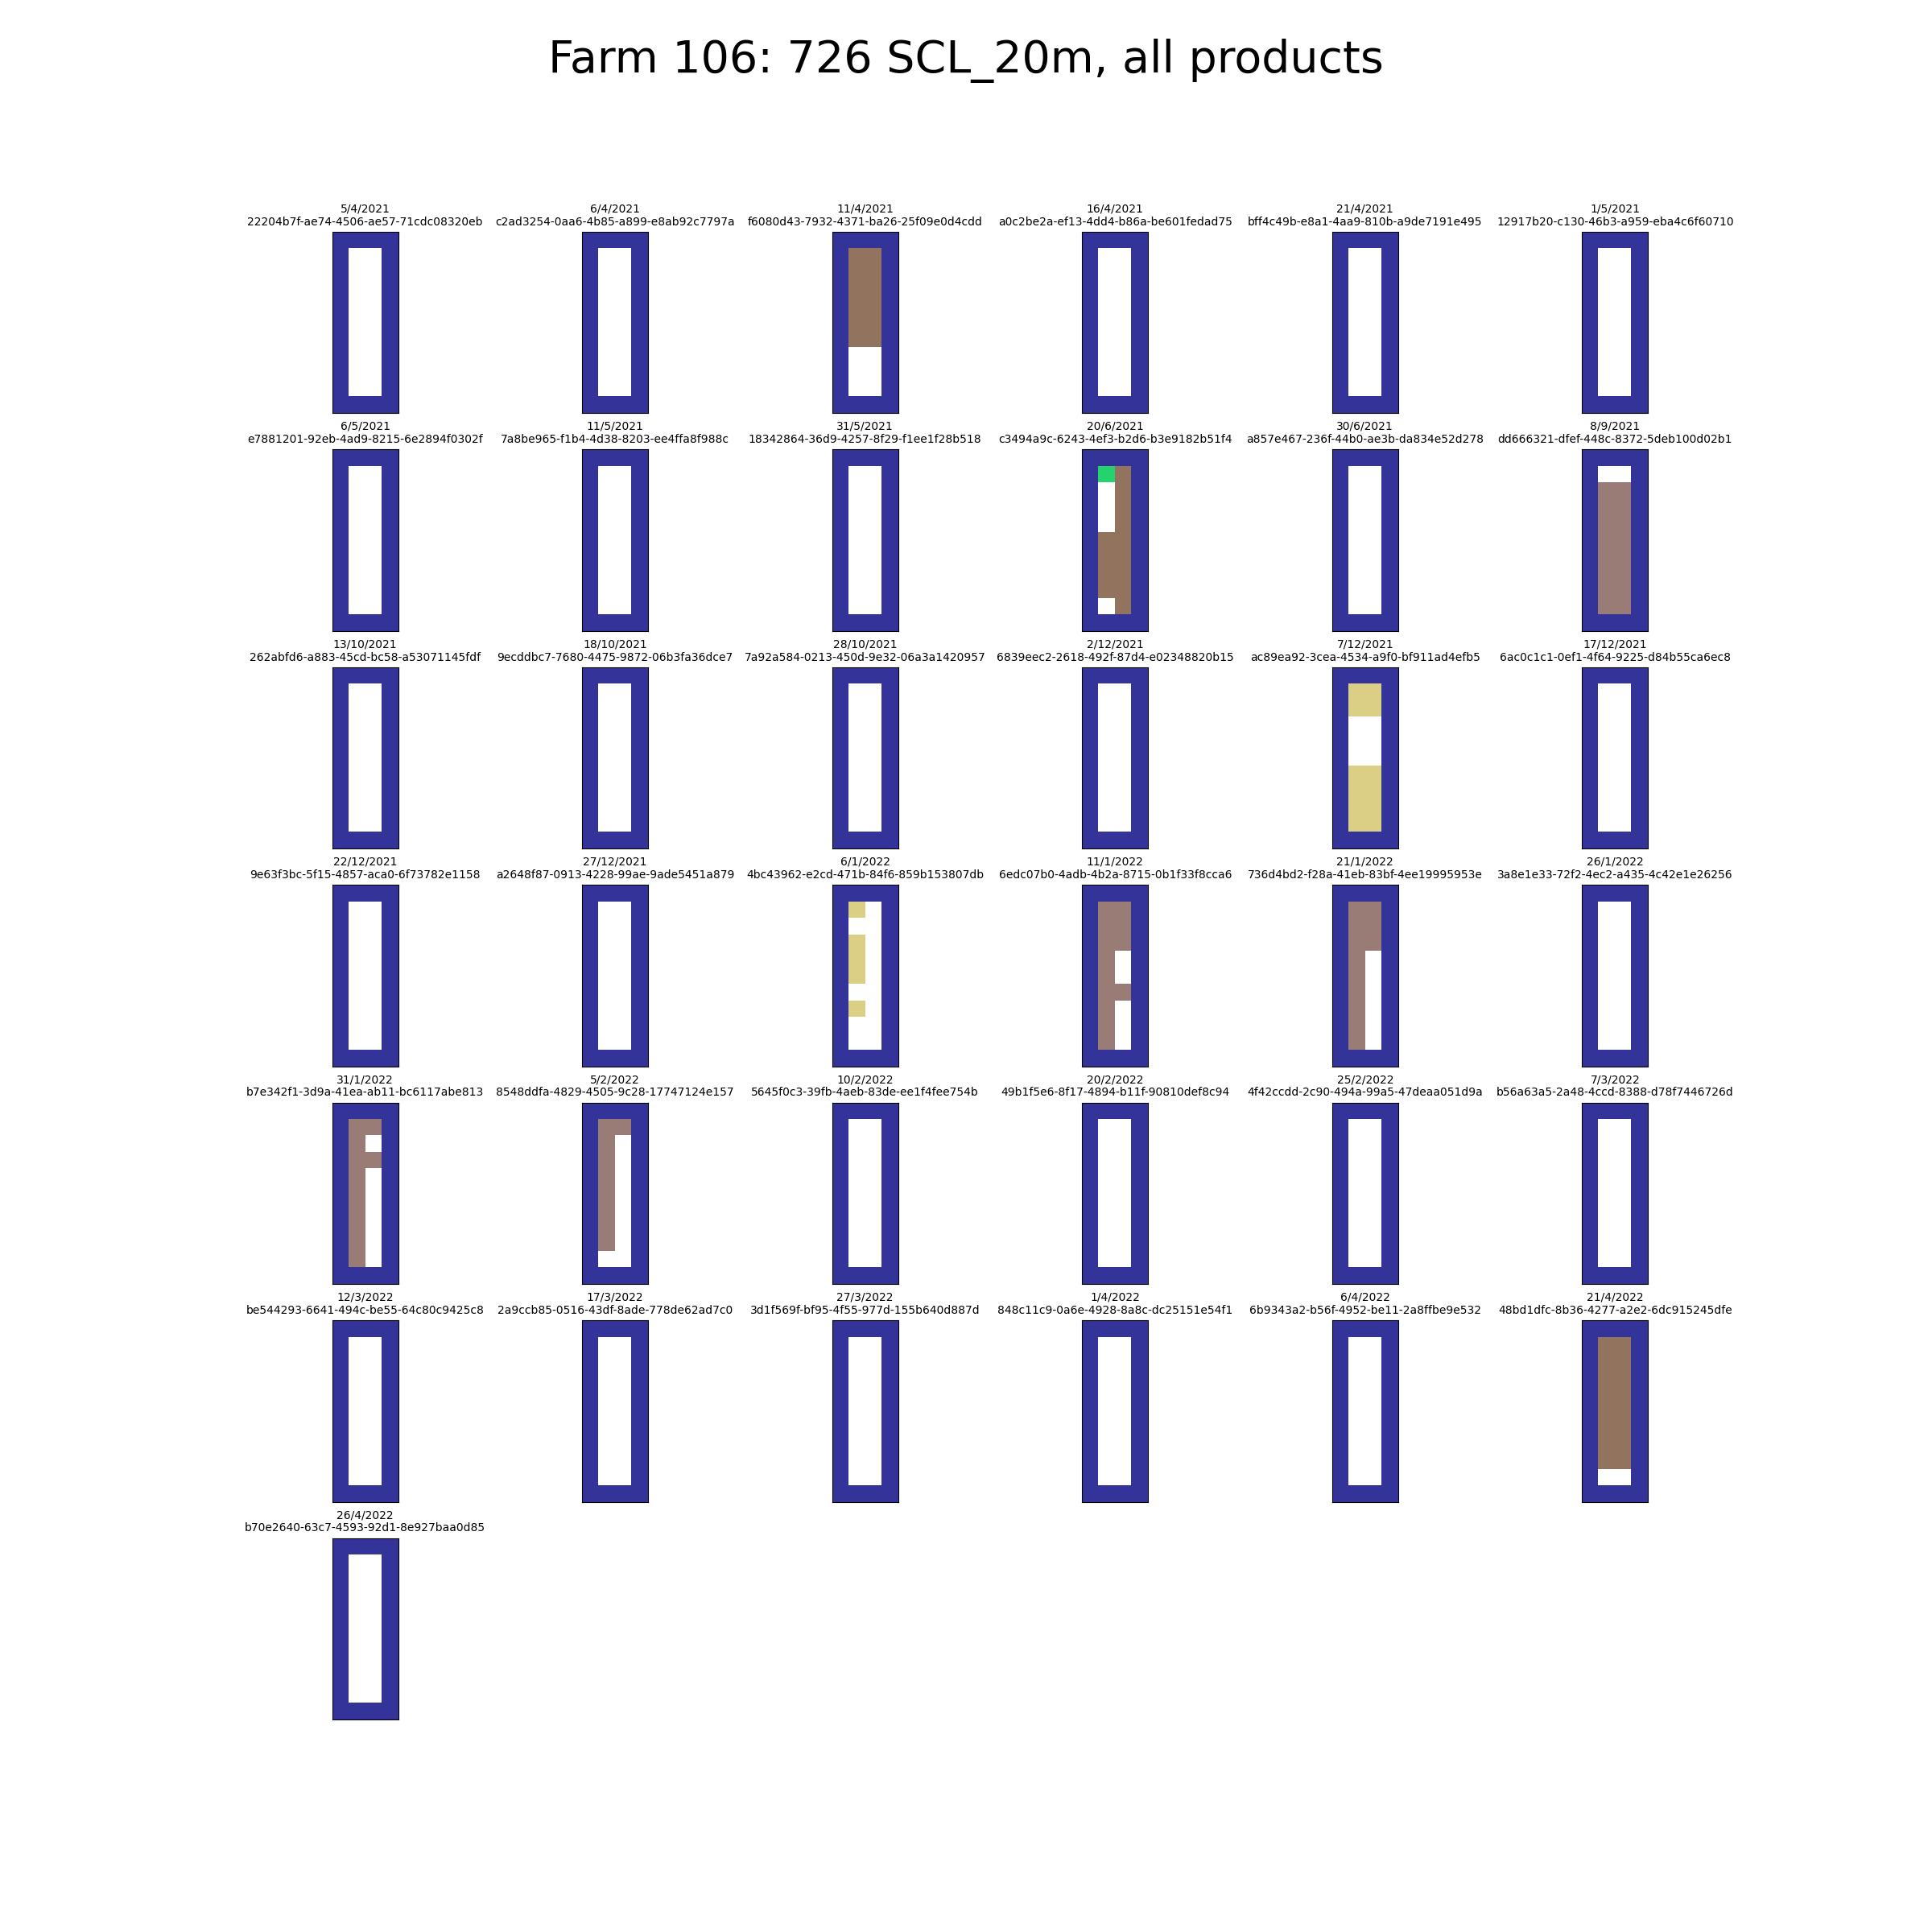 Farm 106: 726 SCL_20m, all products
5/4/2021
22204b7f-ae74-4506-ae57-71cdc08320eb
6/4/2021
c2ad3254-0aa6-4b85-a899-e8ab92c7797a
11/4/2021
f6080d43-7932-4371-ba26-25f09e0d4cdd
16/4/2021
a0c2be2a-ef13-4dd4-b86a-be601fedad75
21/4/2021
bff4c49b-e8a1-4aa9-810b-a9de7191e495
1/5/2021
12917b20-c130-46b3-a959-eba4c6f60710
6/5/2021
e7881201-92eb-4ad9-8215-6e2894f0302f
11/5/2021
7a8be965-f1b4-4d38-8203-ee4ffa8f988c
31/5/2021
18342864-36d9-4257-8f29-f1ee1f28b518
20/6/2021
c3494a9c-6243-4ef3-b2d6-b3e9182b51f4
30/6/2021
a857e467-236f-44b0-ae3b-da834e52d278
8/9/2021
dd666321-dfef-448c-8372-5deb100d02b1
13/10/2021
262abfd6-a883-45cd-bc58-a53071145fdf
18/10/2021
9ecddbc7-7680-4475-9872-06b3fa36dce7
28/10/2021
7a92a584-0213-450d-9e32-06a3a1420957
2/12/2021
6839eec2-2618-492f-87d4-e02348820b15
7/12/2021
ac89ea92-3cea-4534-a9f0-bf911ad4efb5
17/12/2021
6ac0c1c1-0ef1-4f64-9225-d84b55ca6ec8
22/12/2021
9e63f3bc-5f15-4857-aca0-6f73782e1158
27/12/2021
a2648f87-0913-4228-99ae-9ade5451a879
6/1/2022
4bc43962-e2cd-471b-84f6-859b153807db
11/1/2022
6edc07b0-4adb-4b2a-8715-0b1f33f8cca6
21/1/2022
736d4bd2-f28a-41eb-83bf-4ee19995953e
26/1/2022
3a8e1e33-72f2-4ec2-a435-4c42e1e26256
31/1/2022
b7e342f1-3d9a-41ea-ab11-bc6117abe813
5/2/2022
8548ddfa-4829-4505-9c28-17747124e157
10/2/2022
5645f0c3-39fb-4aeb-83de-ee1f4fee754b
20/2/2022
49b1f5e6-8f17-4894-b11f-90810def8c94
25/2/2022
4f42ccdd-2c90-494a-99a5-47deaa051d9a
7/3/2022
b56a63a5-2a48-4ccd-8388-d78f7446726d
12/3/2022
be544293-6641-494c-be55-64c80c9425c8
17/3/2022
2a9ccb85-0516-43df-8ade-778de62ad7c0
27/3/2022
3d1f569f-bf95-4f55-977d-155b640d887d
1/4/2022
848c11c9-0a6e-4928-8a8c-dc25151e54f1
6/4/2022
6b9343a2-b56f-4952-be11-2a8ffbe9e532
21/4/2022
48bd1dfc-8b36-4277-a2e2-6dc915245dfe
26/4/2022
b70e2640-63c7-4593-92d1-8e927baa0d85